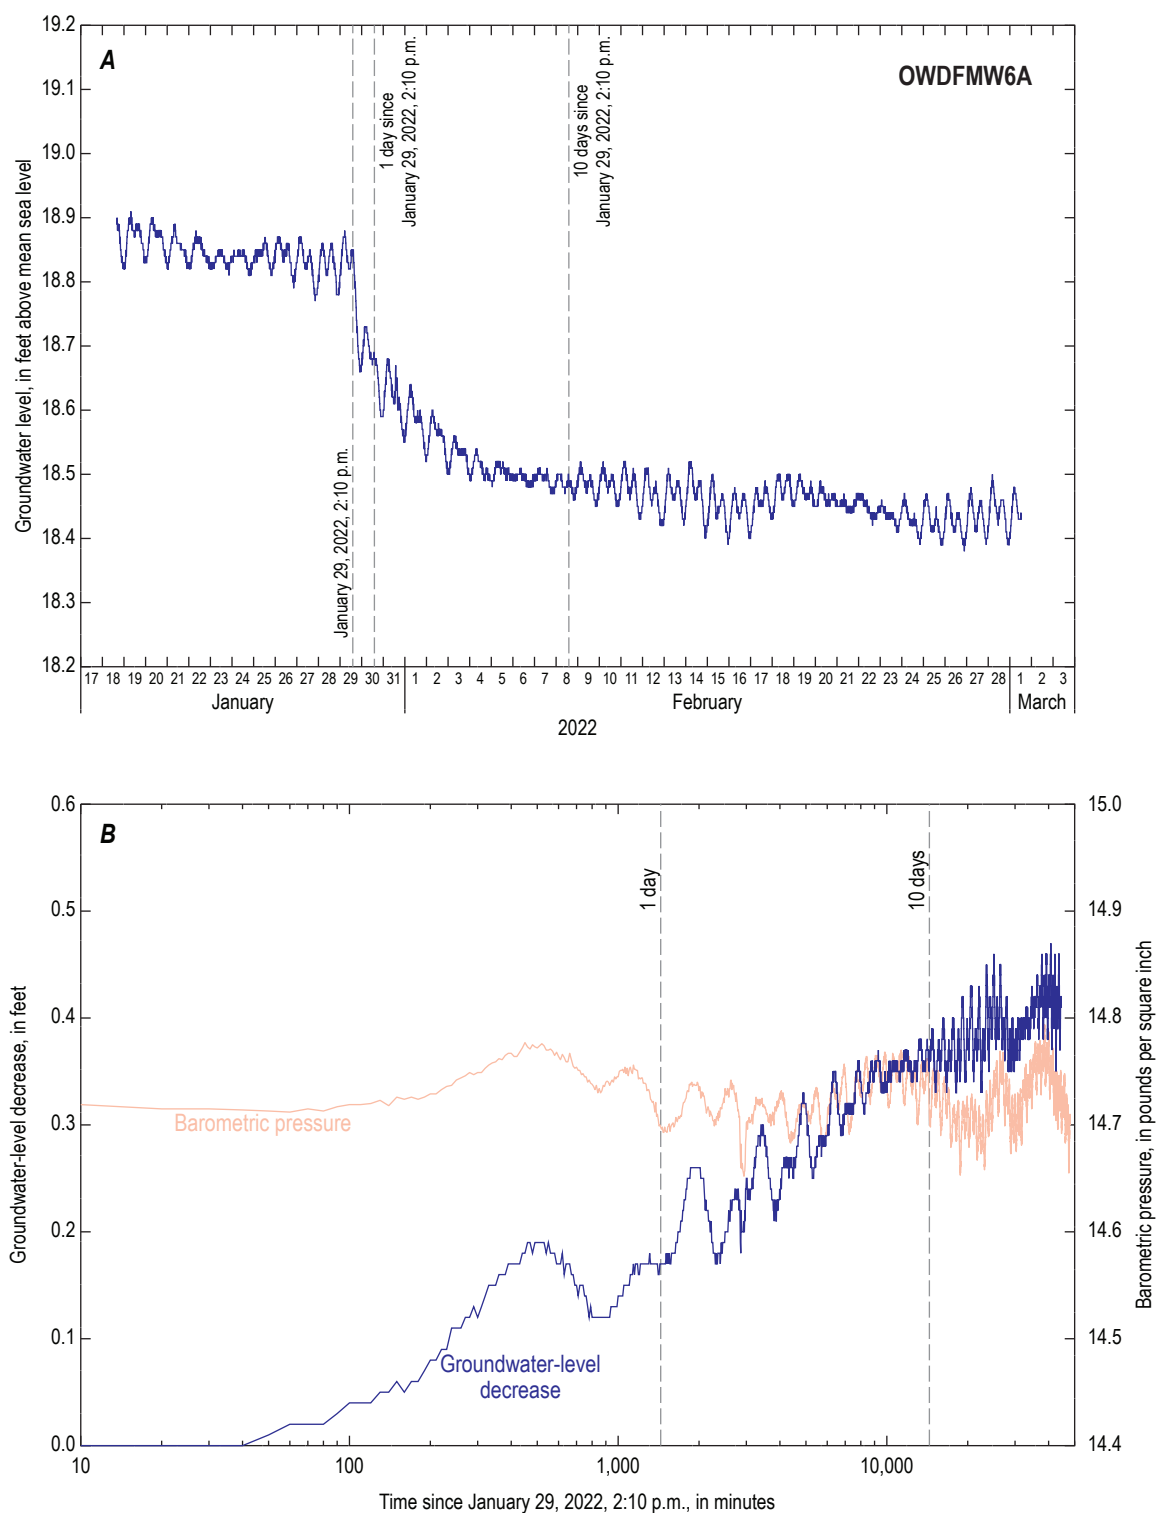 A
OWDFMW6A
19.2
19.1
19.0
18.9
18.8
18.7
18.6
18.5
18.4
18.3
18.2
Groundwater level, in feet above mean sea level
January 29, 2022, 2:10 p.m.
1 day since
January 29, 2022, 2:10 p.m.
10 days since
January 29, 2022, 2:10 p.m.
17 18 19 20 21 22 23 24 25 26 27 28 29 30 31 1 2 3 4 5 6 7 8 9 10 11 12 13 14 15 16 17 18 19 20 21 22 23 24 25 26 27 28 1 2 3
January February March
2022
B
0.6
0.5
0.4
0.3
0.2
0.1
0.0
Groundwater-level decrease, in feet
15.0
14.9
14.8
14.7
14.6
14.5
14.4
Barometric pressure, in pounds per square inch
1 day
10 days
Barometric pressure
Groundwater-level
decrease
10 100 1,000 10,000
Time since January 29, 2022, 2:10 p.m., in minutes